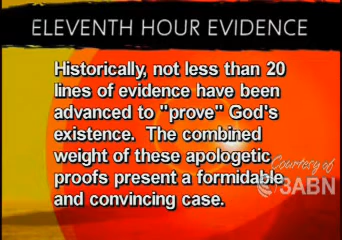 ELEVENTH HOUR EVIDENCE
Historically, not less than 20
lines of evidence have been
advanced to "prove" God's
existence. The combined
weight of these apologetic
proofs present a formidable
and convincing case.
Courtesy of
3ABN